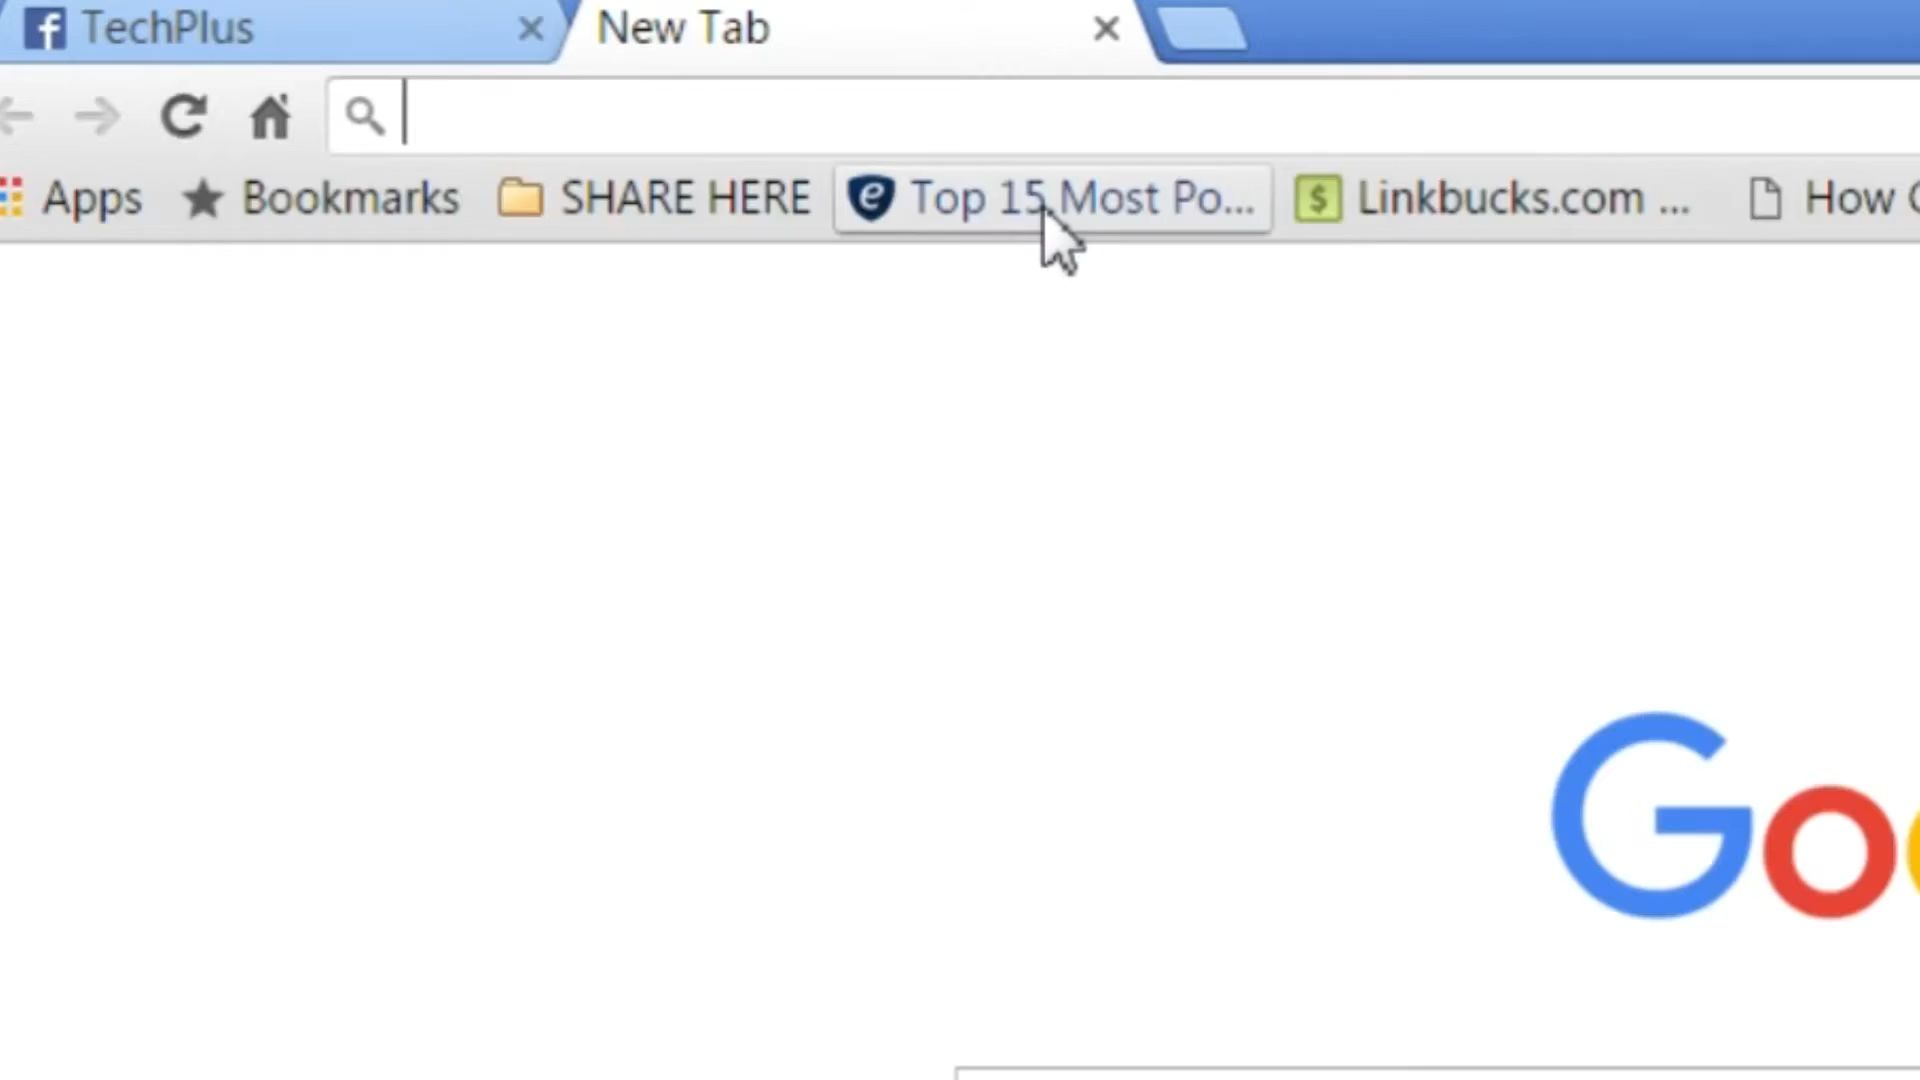 TechPlus New Tab
Apps Bookmarks SHARE HERE Top 15 Most Po... Linkbucks.com ... How
Go